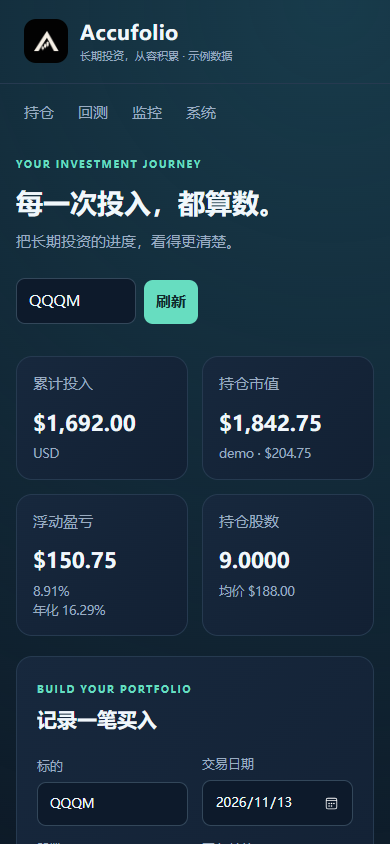 Accufolio
长期投资，从容积累 · 示例数据
持仓 回测 监控 系统
YOUR INVESTMENT JOURNEY
每一次投入，都算数。
把长期投资的进度，看得更清楚。
QQQM 刷新
累计投入
$1,692.00
USD
持仓市值
$1,842.75
demo · $204.75
浮动盈亏
$150.75
8.91%
年化 16.29%
持仓股数
9.0000
均价 $188.00
BUILD YOUR PORTFOLIO
记录一笔买入
标的
QQQM
交易日期
2026/11/13